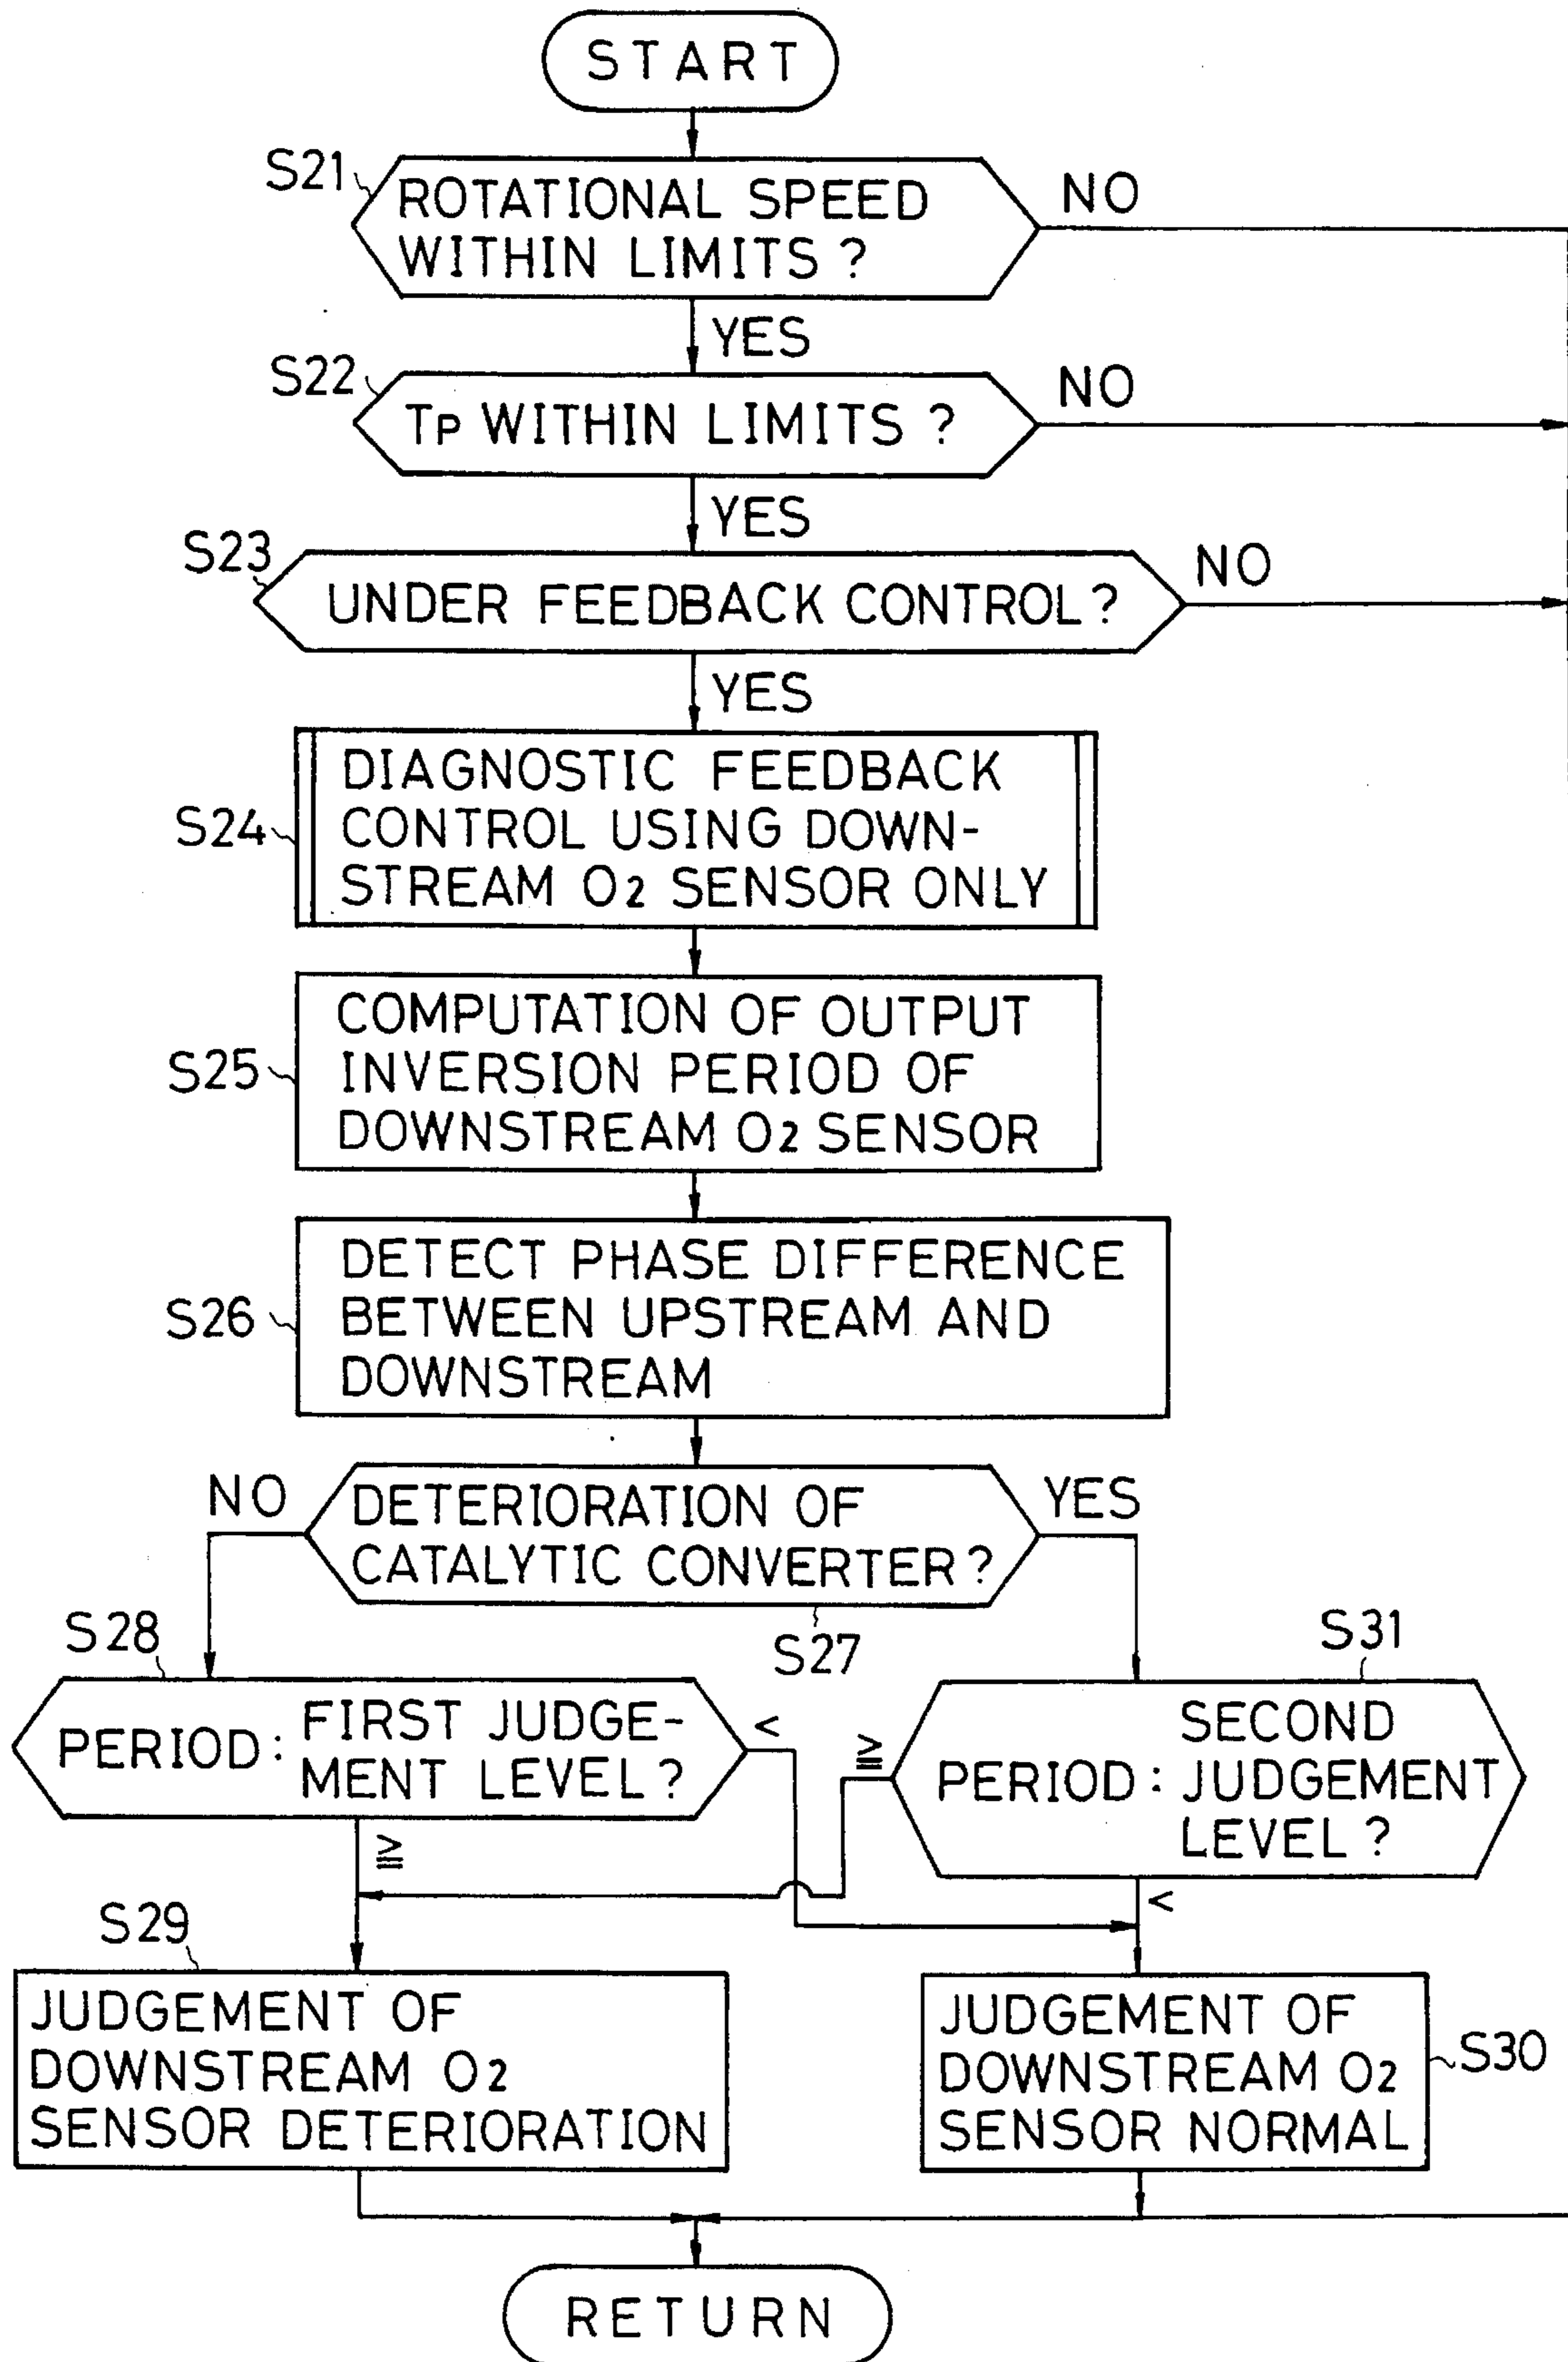 START
S21
ROTATIONAL SPEED
WITHIN LIMITS ?
NO
YES
S22
TP WITHIN LIMITS ?
NO
YES
S23
UNDER FEEDBACK CONTROL?
NO
YES
S24
DIAGNOSTIC FEEDBACK
CONTROL USING DOWN-
STREAM O2 SENSOR ONLY
S25
COMPUTATION OF OUTPUT
INVERSION PERIOD OF
DOWNSTREAM O2 SENSOR
S26
DETECT PHASE DIFFERENCE
BETWEEN UPSTREAM AND
DOWNSTREAM
NO
DETERIORATION OF
CATALYTIC CONVERTER?
YES
S27
S28
PERIOD: FIRST JUDGE-
MENT LEVEL?
<
≧
S31
SECOND
PERIOD: JUDGEMENT
LEVEL?
≧
<
S29
JUDGEMENT OF
DOWNSTREAM O2
SENSOR DETERIORATION
JUDGEMENT OF
DOWNSTREAM O2
SENSOR NORMAL
S30
RETURN